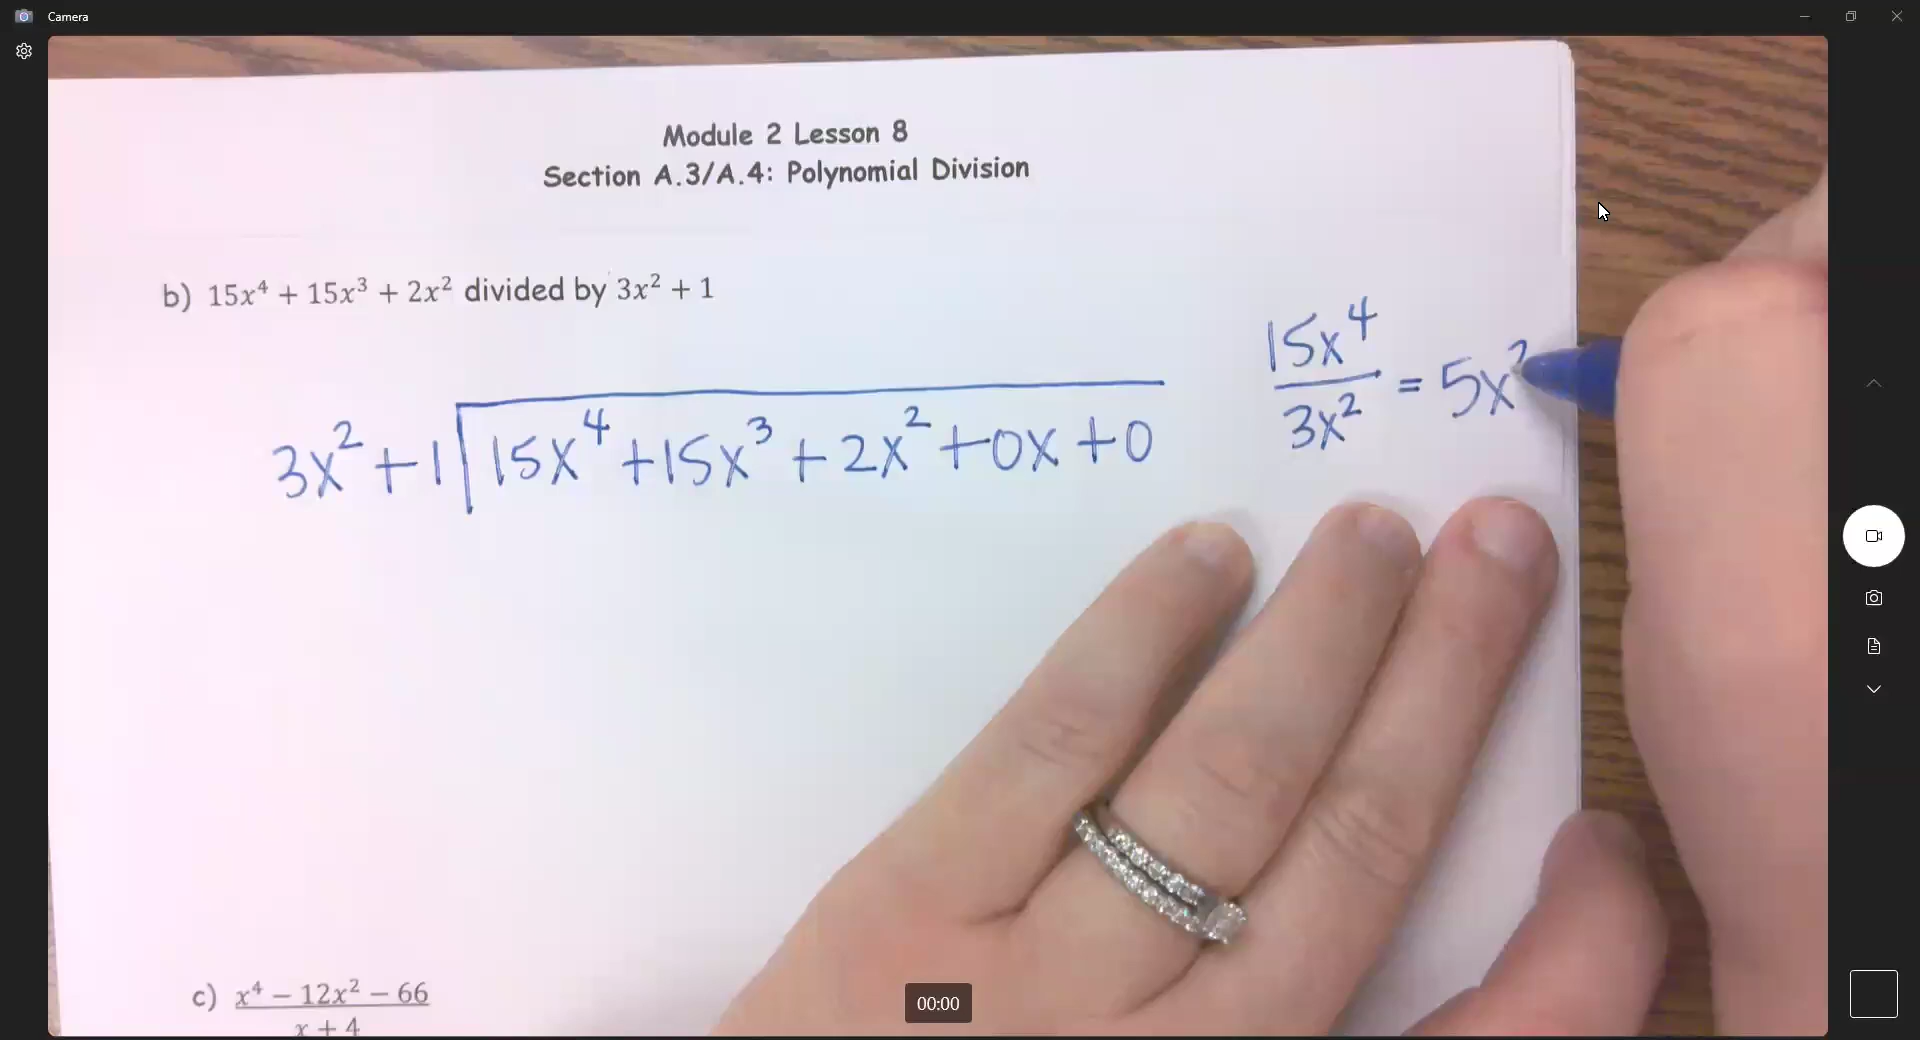 Camera
Module 2 Lesson 8
Section A.3/A.4: Polynomial Division
b) 15x⁴ + 15x³ + 2x² divided by 3x² + 1
15x⁴/3x² = 5x²
3x² + 1 15x⁴ + 15x³ + 2x² + 0x + 0
c) x⁴ − 12x² − 66
x + 4
00:00